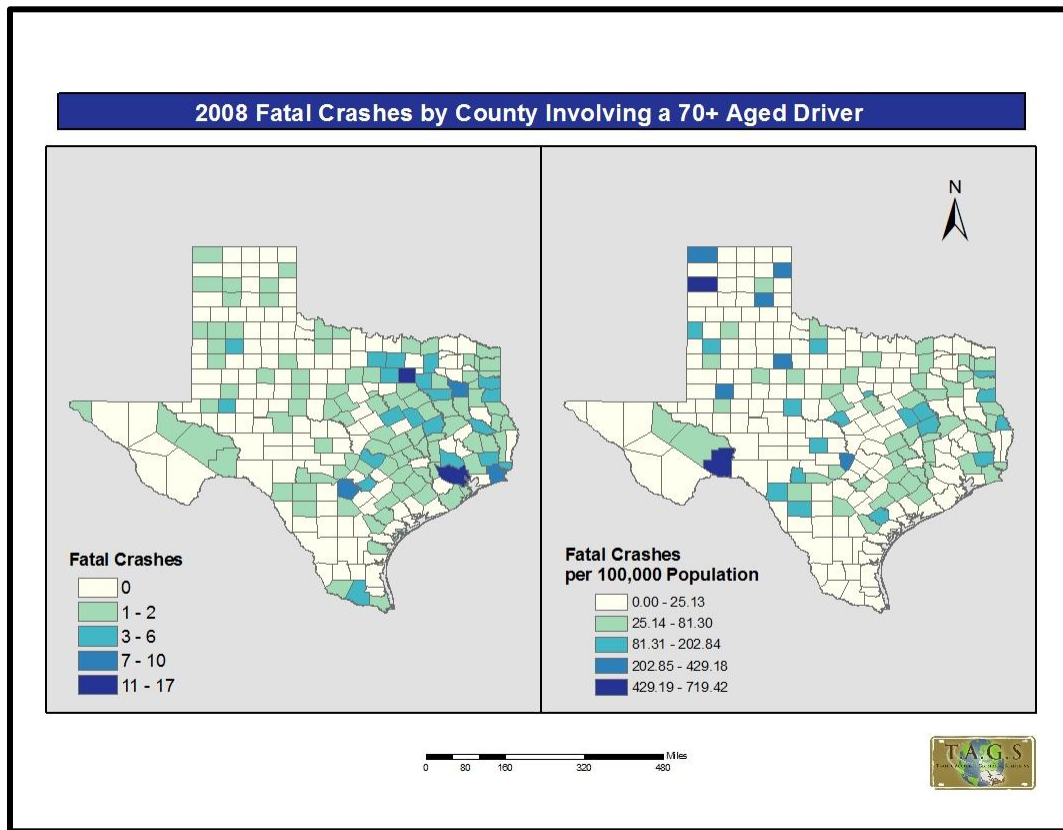 2008 Fatal Crashes by County Involving a 70+ Aged Driver
N
Fatal Crashes
0
1 - 2
3 - 6
7 - 10
11 - 17
Fatal Crashes
per 100,000 Population
0.00 - 25.13
25.14 - 81.30
81.31 - 202.84
202.85 - 429.18
429.19 - 719.42
Miles
0 80 160 320 480
T.A.G.S